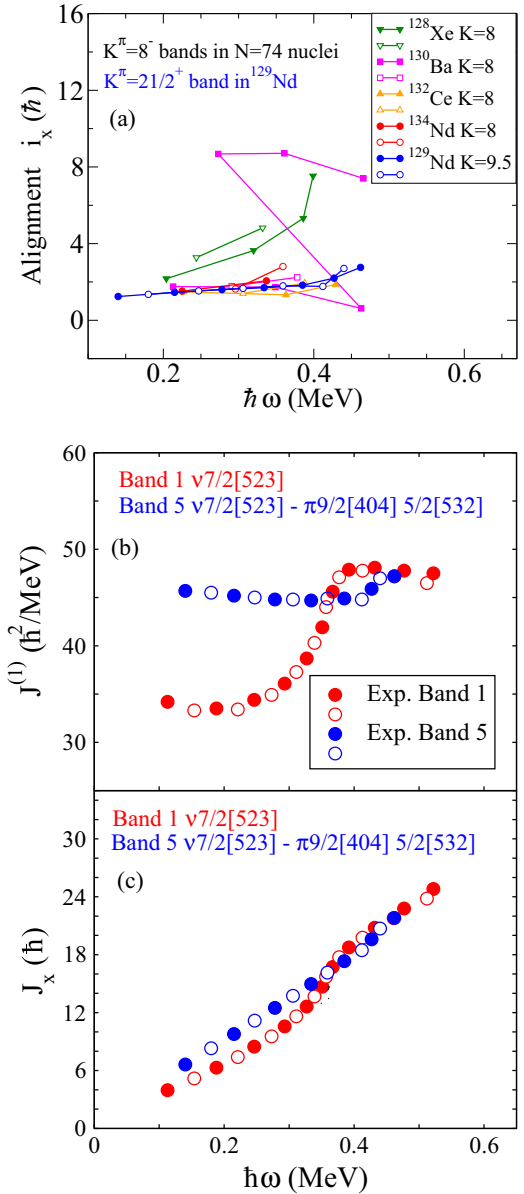 K^π=8^- bands in N=74 nuclei
K^π=21/2^+ band in ^129Nd
(a)
^128Xe K=8
^130Ba K=8
^132Ce K=8
^134Nd K=8
^129Nd K=9.5
Alignment i_x (ħ)
16
12
8
4
0
0.2 0.4 0.6
ħ ω (MeV)
Band 1 ν7/2[523]
Band 5 ν7/2[523] - π9/2[404] 5/2[532]
(b)
J^(1) (ħ^2/MeV)
60
50
40
30
Exp. Band 1
Exp. Band 5
Band 1 ν7/2[523]
Band 5 ν7/2[523] - π9/2[404] 5/2[532]
(c)
J_x (ħ)
30
24
18
12
6
0
0 0.2 0.4 0.6
ħω (MeV)